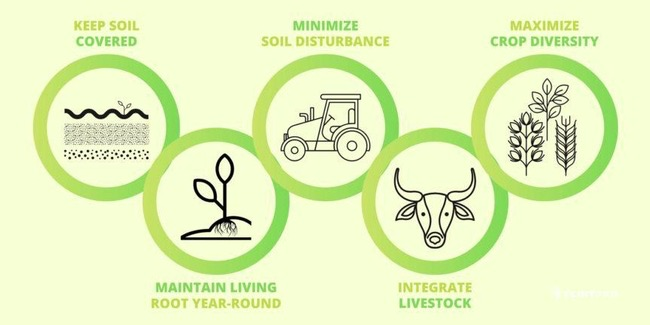 KEEP SOIL
COVERED
MINIMIZE
SOIL DISTURBANCE
MAXIMIZE
CROP DIVERSITY
MAINTAIN LIVING
ROOT YEAR-ROUND
INTEGRATE
LIVESTOCK